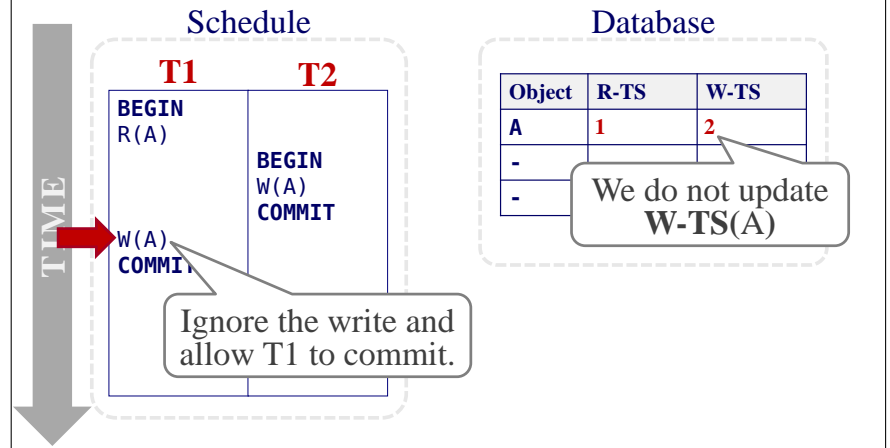 Schedule
Database
TIME
T1 T2
BEGIN
R(A)
BEGIN
W(A)
COMMIT
W(A)
COMMIT
Ignore the write and
allow T1 to commit.
Object R-TS W-TS
A 1 2
-
-
We do not update
W-TS(A)